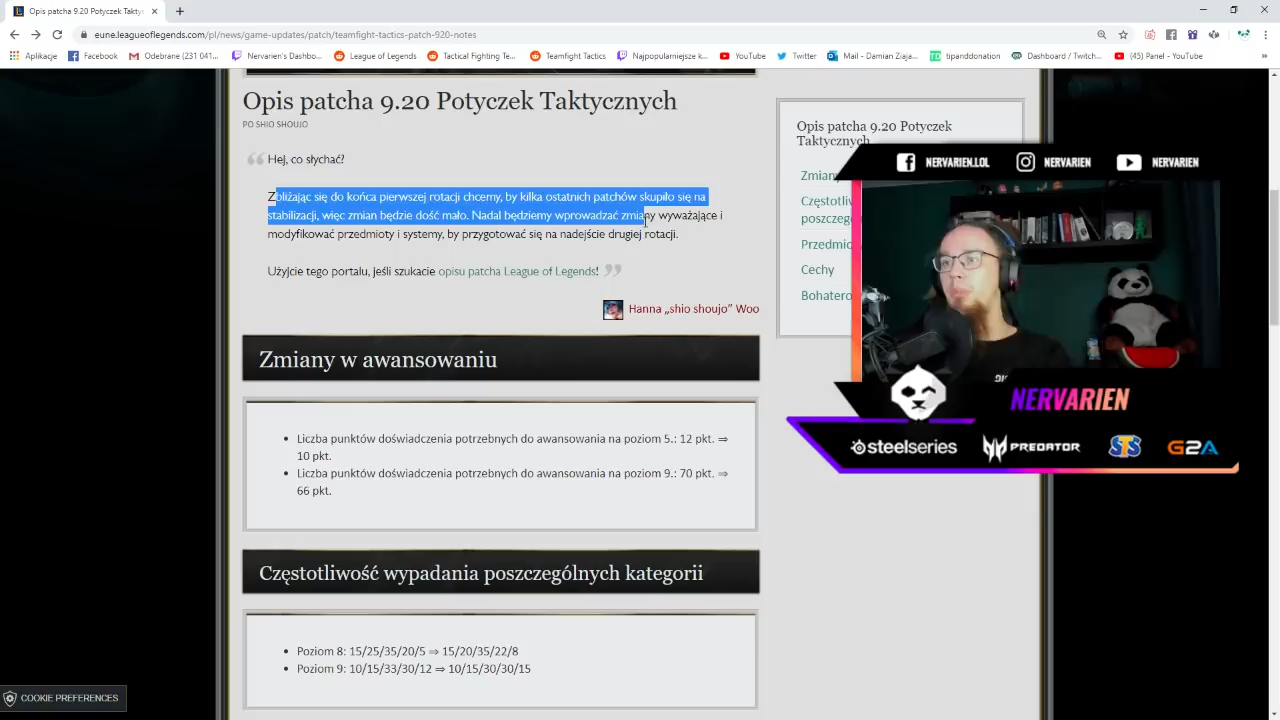 Opis patcha 9.20 Potyczek Taktycznych
eune.leagueoflegends.com/pl/news/game-updates/patch/teamfight-tactics-patch-920-notes
Aplikacje
Facebook
Odebrane (231 041...
Nervarien's Dashbo...
League of Legends
Tactical Fighting Te...
Teamfight Tactics
Najpopularniejsze k...
YouTube
Twitter
Mail - Damian Ziaja...
tipanddonation
Dashboard / Twitch...
(45) Panel - YouTube
Opis patcha 9.20 Potyczek Taktycznych
PO SHIO SHOUJO
Hej, co słychać?
Zbliżając się do końca pierwszej rotacji chcemy, by kilka ostatnich patchów skupiło się na
stabilizacji, więc zmian będzie dość mało. Nadal będziemy wprowadzać zmiany wyważające i
modyfikować przedmioty i systemy, by przygotować się na nadejście drugiej rotacji.
Użyjcie tego portalu, jeśli szukacie opisu patcha League of Legends!
Hanna „shio shoujo” Woo
Zmiany w awansowaniu
Liczba punktów doświadczenia potrzebnych do awansowania na poziom 5.: 12 pkt. ⇒
10 pkt.
Liczba punktów doświadczenia potrzebnych do awansowania na poziom 9.: 70 pkt. ⇒
66 pkt.
Częstotliwość wypadania poszczególnych kategorii
Poziom 8: 15/25/35/20/5 ⇒ 15/20/35/22/8
Poziom 9: 10/15/33/30/12 ⇒ 10/15/30/30/15
Opis patcha 9.20 Potyczek
Taktycznych
Zmiany
Częstotliw
poszczegó
Przedmio
Cechy
Bohatero
NERVARIEN.LOL
NERVARIEN
NERVARIEN
NERVARIEN
steelseries
PREDATOR
STS
G2A
COOKIE PREFERENCES